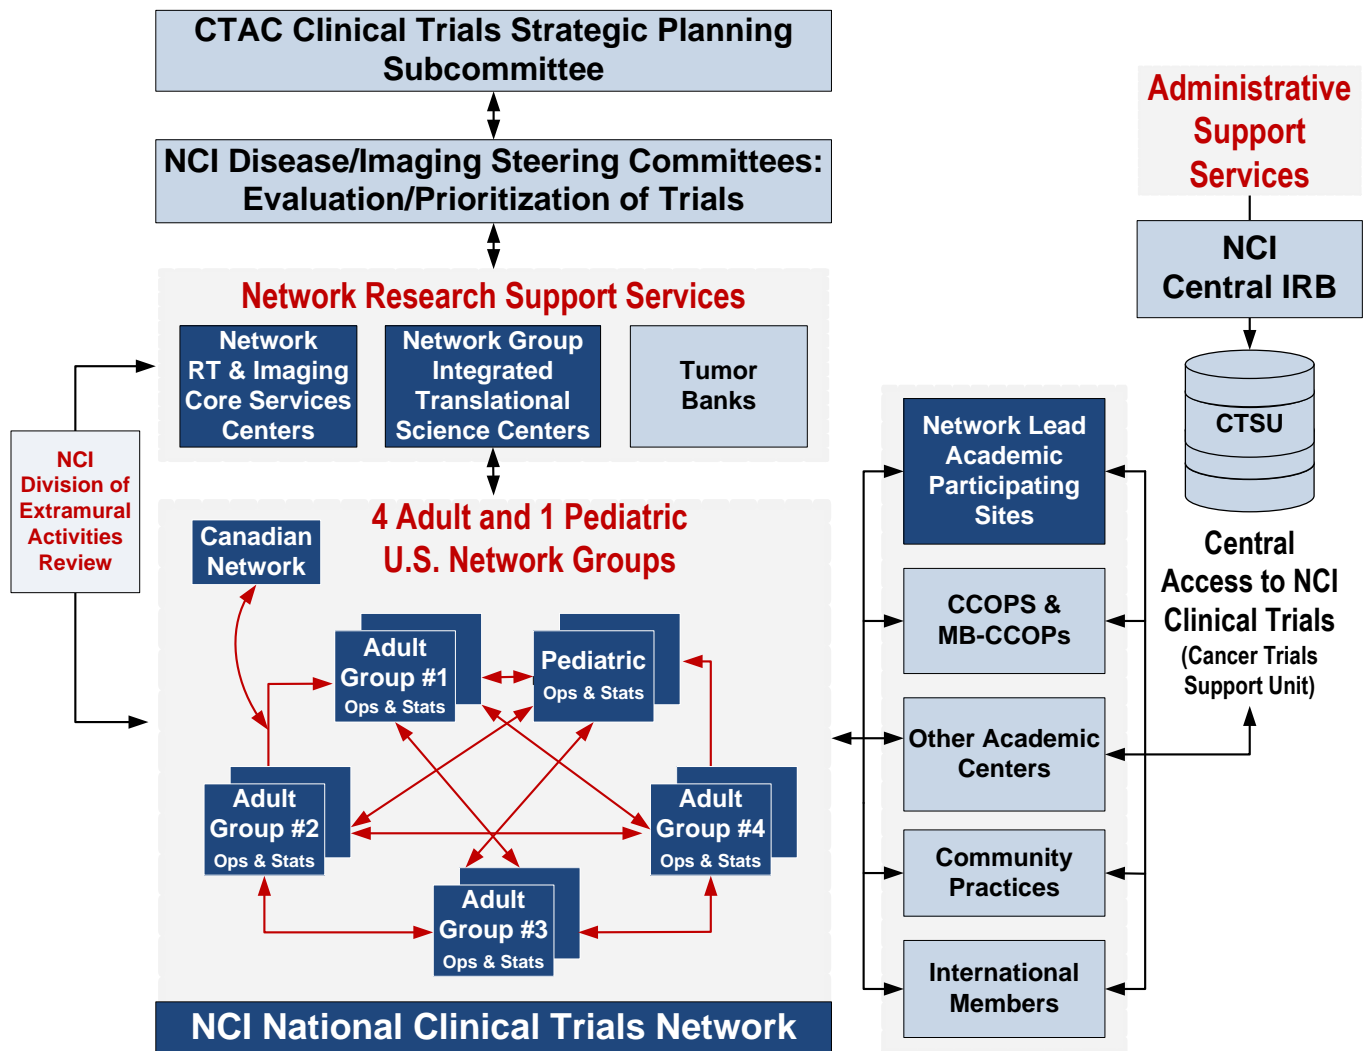 CTAC Clinical Trials Strategic Planning
Subcommittee
NCI Disease/Imaging Steering Committees:
Evaluation/Prioritization of Trials
Network Research Support Services
Network
RT & Imaging
Core Services
Centers
Network Group
Integrated
Translational
Science Centers
Tumor
Banks
NCI
Division of
Extramural
Activities
Review
4 Adult and 1 Pediatric
U.S. Network Groups
Canadian
Network
Adult
Group #1
Ops & Stats
Pediatric
Ops & Stats
Adult
Group #2
Ops & Stats
Adult
Group #4
Ops & Stats
Adult
Group #3
Ops & Stats
NCI National Clinical Trials Network
Network Lead
Academic
Participating
Sites
CCOPS &
MB-CCOPs
Other Academic
Centers
Community
Practices
International
Members
Administrative
Support
Services
NCI
Central IRB
CTSU
Central
Access to NCI
Clinical Trials
(Cancer Trials
Support Unit)